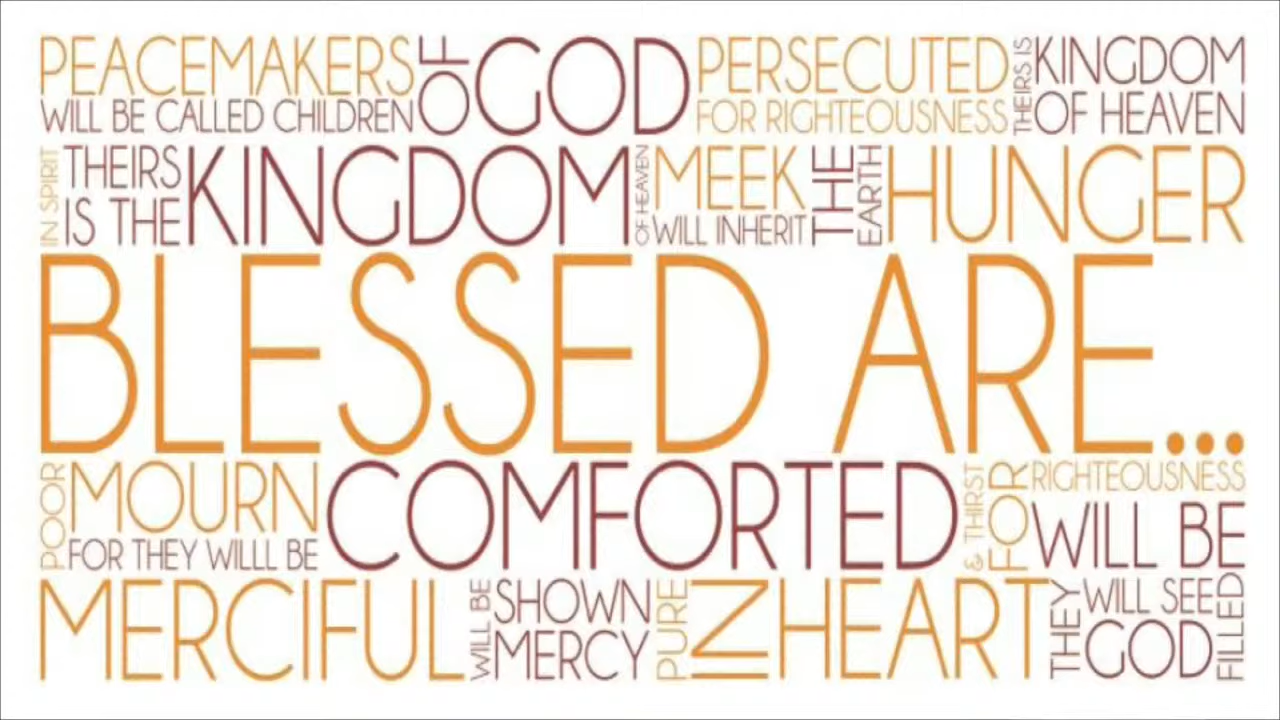 PEACEMAKERS OF GOD PERSECUTED THEIRS IS KINGDOM
WILL BE CALLED CHILDREN FOR RIGHTEOUSNESS OF HEAVEN
IN SPIRIT THEIRS KINGDOM OF HEAVEN MEEK THE EARTH HUNGER
IS THE WILL INHERIT
BLESSED ARE...
POOR MOURN COMFORTED & THIRST FOR RIGHTEOUSNESS
FOR THEY WILLL BE WILL BE
MERCIFUL WILL BE SHOWN PURE IN HEART THEY WILL SEE FILLED
MERCY GOD